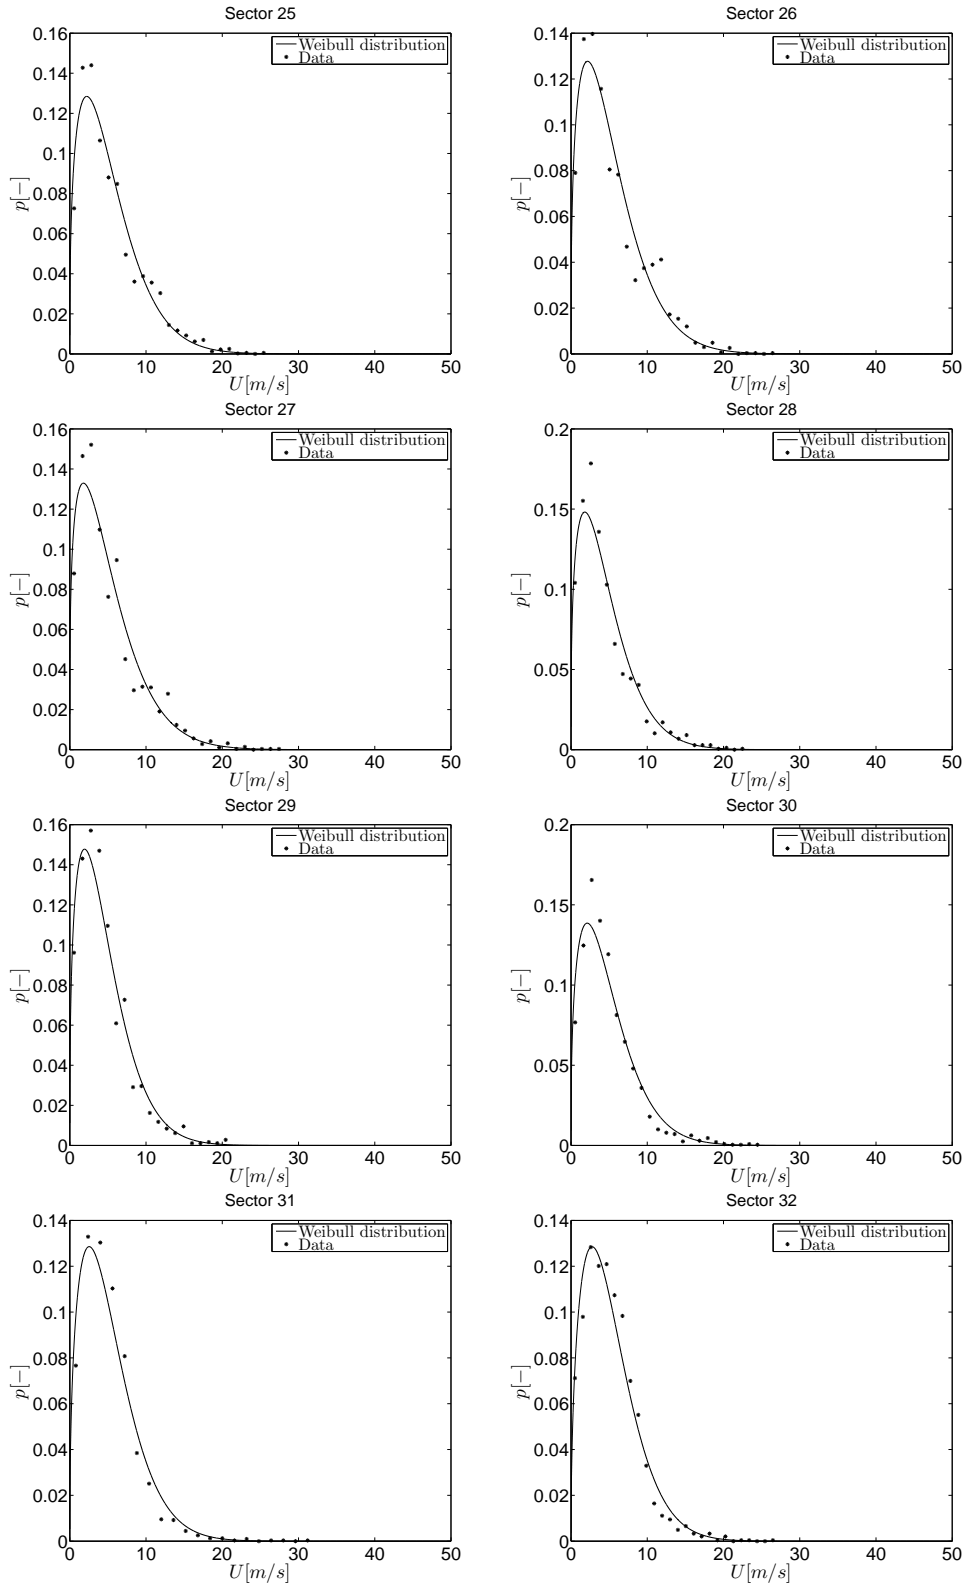 Sector 25
0.16
0.14
0.12
0.1
0.08
0.06
0.04
0.02
0
p[−]
Weibull distribution
Data
0 10 20 30 40 50
U[m/s]
Sector 26
0.14
0.12
0.1
0.08
0.06
0.04
0.02
0
p[−]
Weibull distribution
Data
0 10 20 30 40 50
U[m/s]
Sector 27
0.16
0.14
0.12
0.1
0.08
0.06
0.04
0.02
0
p[−]
Weibull distribution
Data
0 10 20 30 40 50
U[m/s]
Sector 28
0.2
0.15
0.1
0.05
0
p[−]
Weibull distribution
Data
0 10 20 30 40 50
U[m/s]
Sector 29
0.16
0.14
0.12
0.1
0.08
0.06
0.04
0.02
0
p[−]
Weibull distribution
Data
0 10 20 30 40 50
U[m/s]
Sector 30
0.2
0.15
0.1
0.05
0
p[−]
Weibull distribution
Data
0 10 20 30 40 50
U[m/s]
Sector 31
0.14
0.12
0.1
0.08
0.06
0.04
0.02
0
p[−]
Weibull distribution
Data
0 10 20 30 40 50
U[m/s]
Sector 32
0.14
0.12
0.1
0.08
0.06
0.04
0.02
0
p[−]
Weibull distribution
Data
0 10 20 30 40 50
U[m/s]